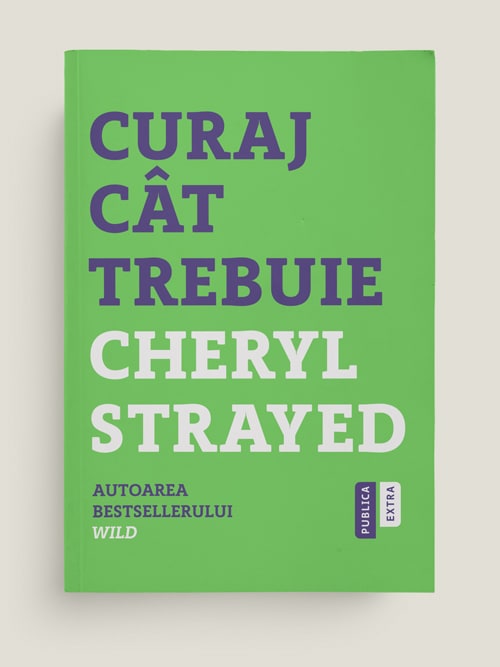 CURAJ
CÂT
TREBUIE
CHERYL
STRAYED
AUTOAREA
BESTSELLERULUI
WILD
PUBLICA
EXTRA